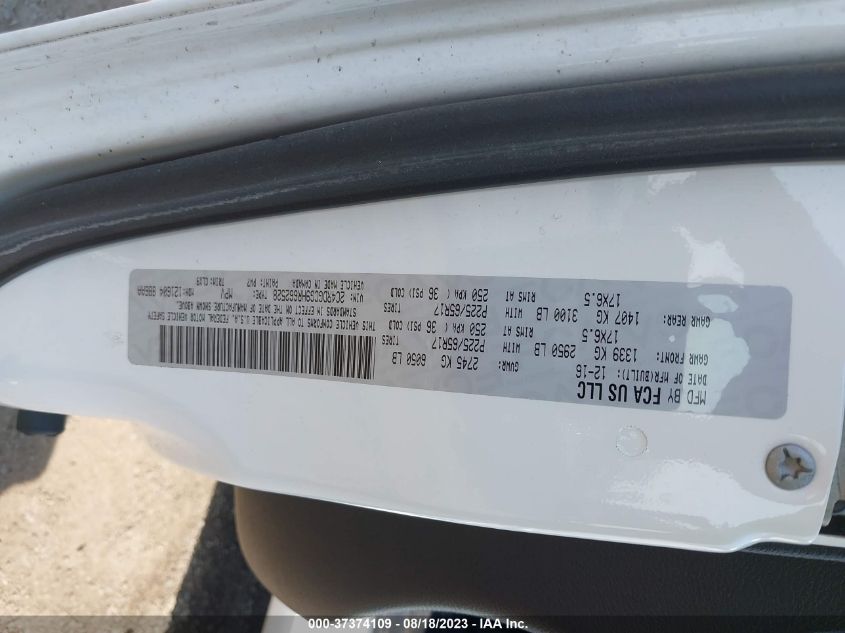 MFD BY FCA US LLC
DATE OF MFR(BUILT): 12-16
GVWR: 2745 KG 6050 LB
GAWR FRONT: 1339 KG 2950 LB WITH P225/65R17 TIRES
17X6.5 RIMS AT 250 KPA( 36 PSI) COLD
GAWR REAR: 1407 KG 3100 LB WITH P225/65R17 TIRES
17X6.5 RIMS AT 250 KPA( 36 PSI) COLD
THIS VEHICLE CONFORMS TO ALL APPLICABLE U.S.A. FEDERAL MOTOR VEHICLE SAFETY
STANDARDS IN EFFECT ON THE DATE OF MANUFACTURE SHOWN ABOVE.
VIN: TYPE: MPV
VEHICLE MADE IN CANADA PAINT: PW7 TRIM:
000-37374109 — 08/18/2023 — IAA Inc.